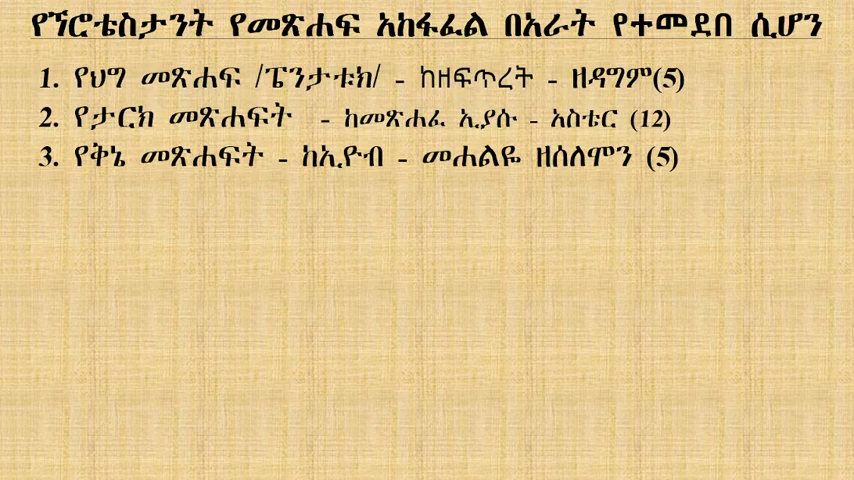 የኘሮቴስታንት የመጽሐፍ አከፋፈል በአራት የተመደበ ሲሆን
1. የህግ መጽሐፍ /ፔንታቱክ/ - ከዘፍጥረት - ዘዳግም(5)
2. የታርክ መጽሐፍት - ከመጽሐፈ ኢያሱ - አስቴር (12)
3. የቅኔ መጽሐፍት - ከኢዮብ - መሐልዬ ዘሰለሞን (5)